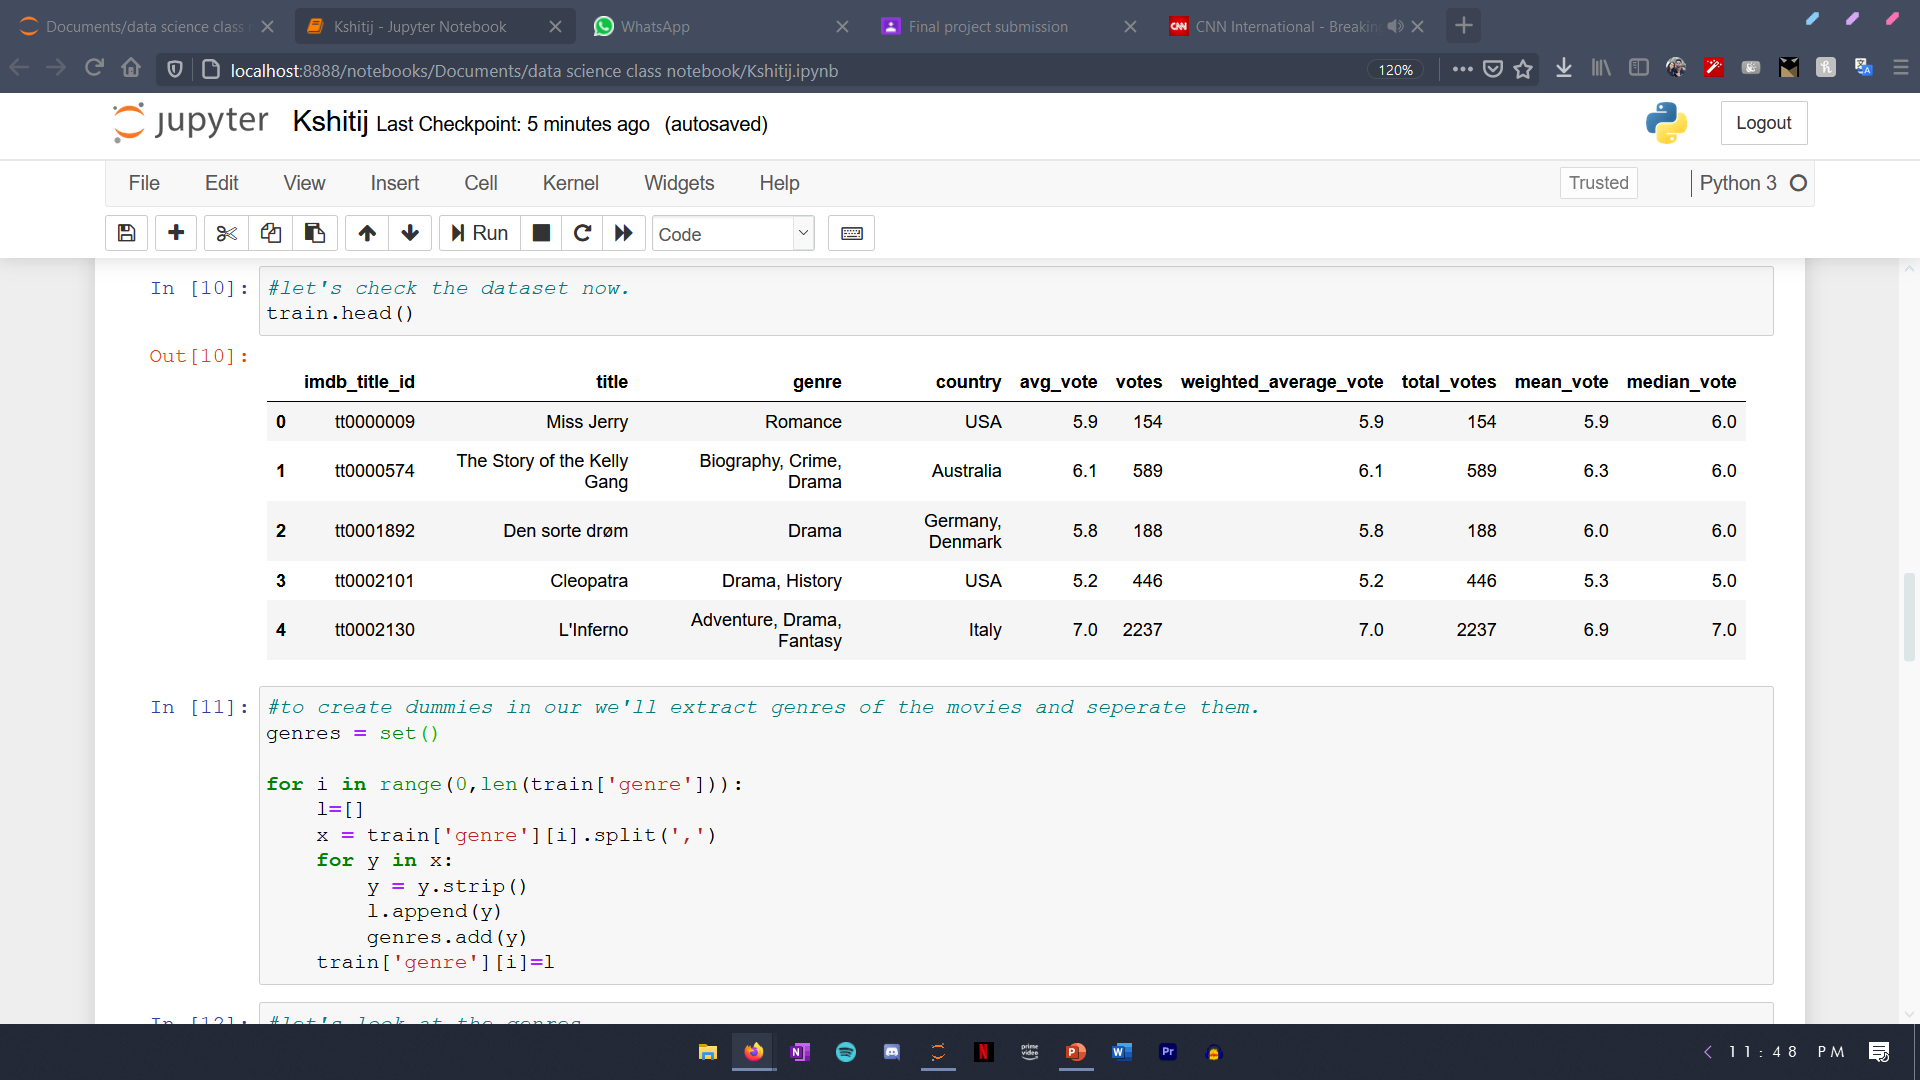 Documents/data science class n
Kshitij - Jupyter Notebook
WhatsApp
Final project submission
CNN International - Breakin
localhost:8888/notebooks/Documents/data science class notebook/Kshitij.ipynb
120%
jupyter Kshitij Last Checkpoint: 5 minutes ago (autosaved)
Logout
File Edit View Insert Cell Kernel Widgets Help
Trusted
Python 3
Run
Code
In [10]: #let's check the dataset now.
train.head()
Out[10]:
imdb_title_id title genre country avg_vote votes weighted_average_vote total_votes mean_vote median_vote
0 tt0000009 Miss Jerry Romance USA 5.9 154 5.9 154 5.9 6.0
1 tt0000574 The Story of the Kelly Gang Biography, Crime, Drama Australia 6.1 589 6.1 589 6.3 6.0
2 tt0001892 Den sorte drøm Drama Germany, Denmark 5.8 188 5.8 188 6.0 6.0
3 tt0002101 Cleopatra Drama, History USA 5.2 446 5.2 446 5.3 5.0
4 tt0002130 L'Inferno Adventure, Drama, Fantasy Italy 7.0 2237 7.0 2237 6.9 7.0
In [11]: #to create dummies in our we'll extract genres of the movies and seperate them.
genres = set()
for i in range(0,len(train['genre'])):
    l=[]
    x = train['genre'][i].split(',')
    for y in x:
        y = y.strip()
        l.append(y)
        genres.add(y)
    train['genre'][i]=l
In [12]: #let's look at the genres
11:48 PM